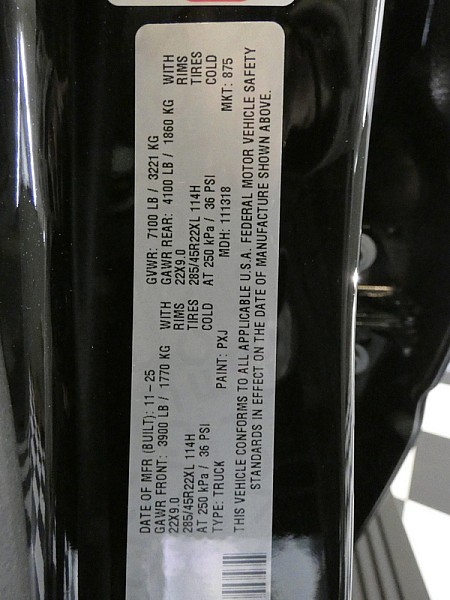 DATE OF MFR (BUILT): 11-25 GVWR: 7100 LB / 3221 KG
GAWR FRONT: 3900 LB / 1770 KG WITH GAWR REAR: 4100 LB / 1860 KG WITH
22X9.0 RIMS 22X9.0 RIMS
285/45R22XL 114H TIRES 285/45R22XL 114H TIRES
AT 250 kPa / 36 PSI COLD AT 250 kPa / 36 PSI COLD
TYPE: TRUCK PAINT: PXJ MDH: 111318 MKT: 875
THIS VEHICLE CONFORMS TO ALL APPLICABLE U.S.A. FEDERAL MOTOR VEHICLE SAFETY
STANDARDS IN EFFECT ON THE DATE OF MANUFACTURE SHOWN ABOVE.